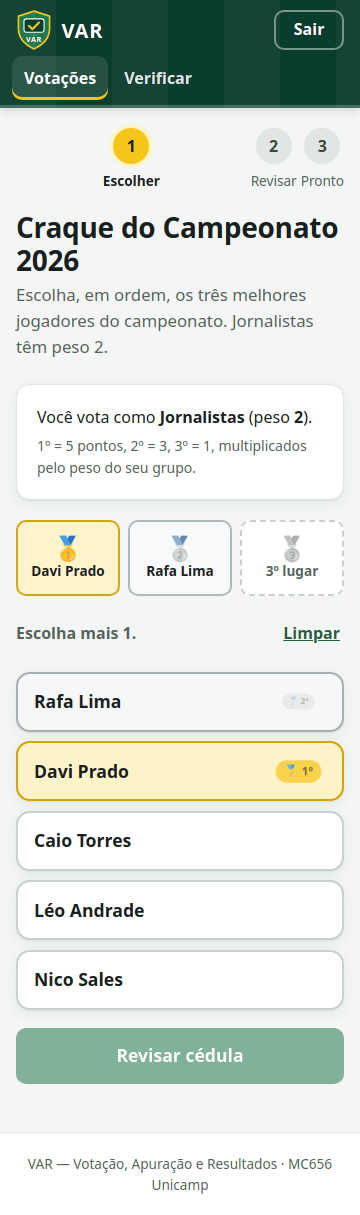 VAR
VAR
Sair
Votações
Verificar
1
2
3
Escolher
Revisar
Pronto
Craque do Campeonato
2026
Escolha, em ordem, os três melhores
jogadores do campeonato. Jornalistas
têm peso 2.
Você vota como Jornalistas (peso 2).
1º = 5 pontos, 2º = 3, 3º = 1, multiplicados
pelo peso do seu grupo.
Davi Prado
Rafa Lima
3º lugar
Escolha mais 1.
Limpar
Rafa Lima
2º
Davi Prado
1º
Caio Torres
Léo Andrade
Nico Sales
Revisar cédula
VAR — Votação, Apuração e Resultados · MC656
Unicamp